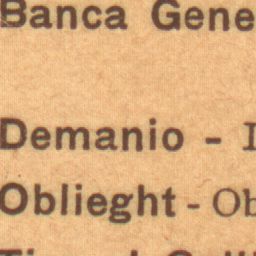 Banca Gene
Demanio -
Oblieght - Ob